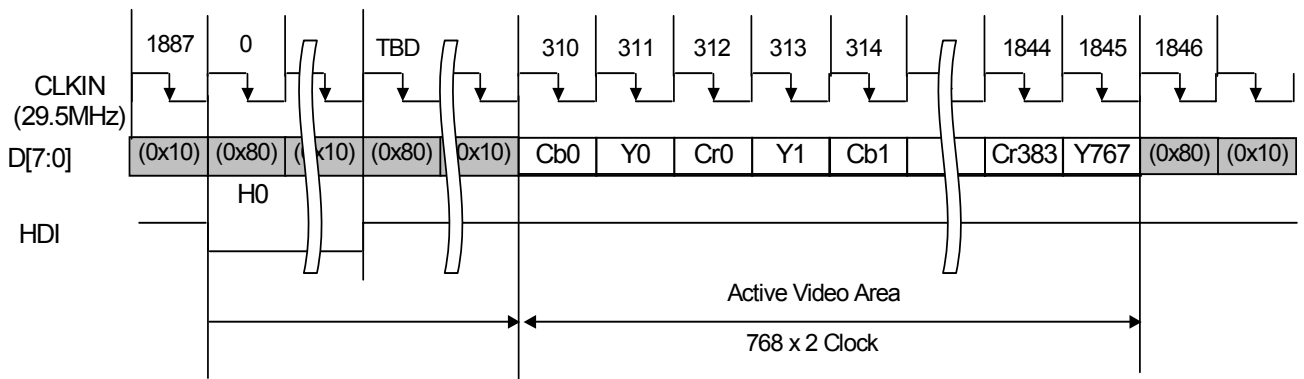 1887 0 TBD 310 311 312 313 314 1844 1845 1846
CLKIN
(29.5MHz)
D[7:0] (0x10) (0x80) (0x10) (0x80) (0x10) Cb0 Y0 Cr0 Y1 Cb1 Cr383 Y767 (0x80) (0x10)
H0
HDI
Active Video Area
768 x 2 Clock